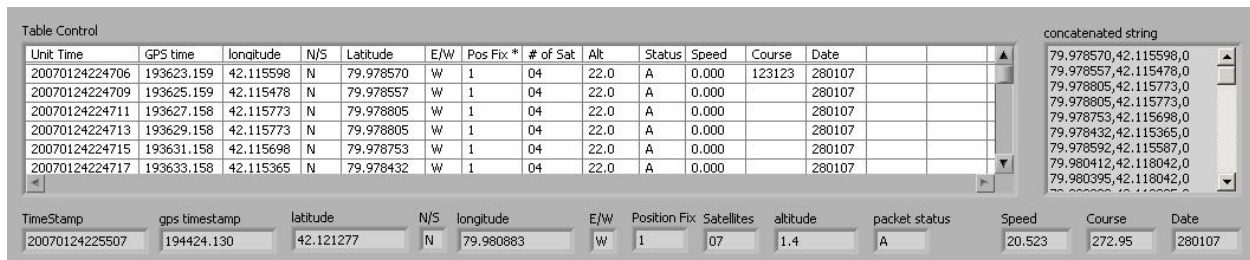 Table Control
Unit Time GPS time longitude N/S Latitude E/W Pos Fix * # of Sat Alt Status Speed Course Date
20070124224706 193623.159 42.115598 N 79.978570 W 1 04 22.0 A 0.000 123123 280107
20070124224709 193625.159 42.115478 N 79.978557 W 1 04 22.0 A 0.000 280107
20070124224711 193627.158 42.115773 N 79.978805 W 1 04 22.0 A 0.000 280107
20070124224713 193629.158 42.115773 N 79.978805 W 1 04 22.0 A 0.000 280107
20070124224715 193631.158 42.115698 N 79.978753 W 1 04 22.0 A 0.000 280107
20070124224717 193633.158 42.115365 N 79.978432 W 1 04 22.0 A 0.000 280107
concatenated string
79.978570,42.115598,0
79.978557,42.115478,0
79.978805,42.115773,0
79.978805,42.115773,0
79.978753,42.115698,0
79.978432,42.115365,0
79.978592,42.115587,0
79.980412,42.118042,0
79.980395,42.118042,0
TimeStamp gps timestamp latitude N/S longitude E/W Position Fix Satellites altitude packet status Speed Course Date
20070124225507 194424.130 42.121277 N 79.980883 W 1 07 1.4 A 20.523 272.95 280107